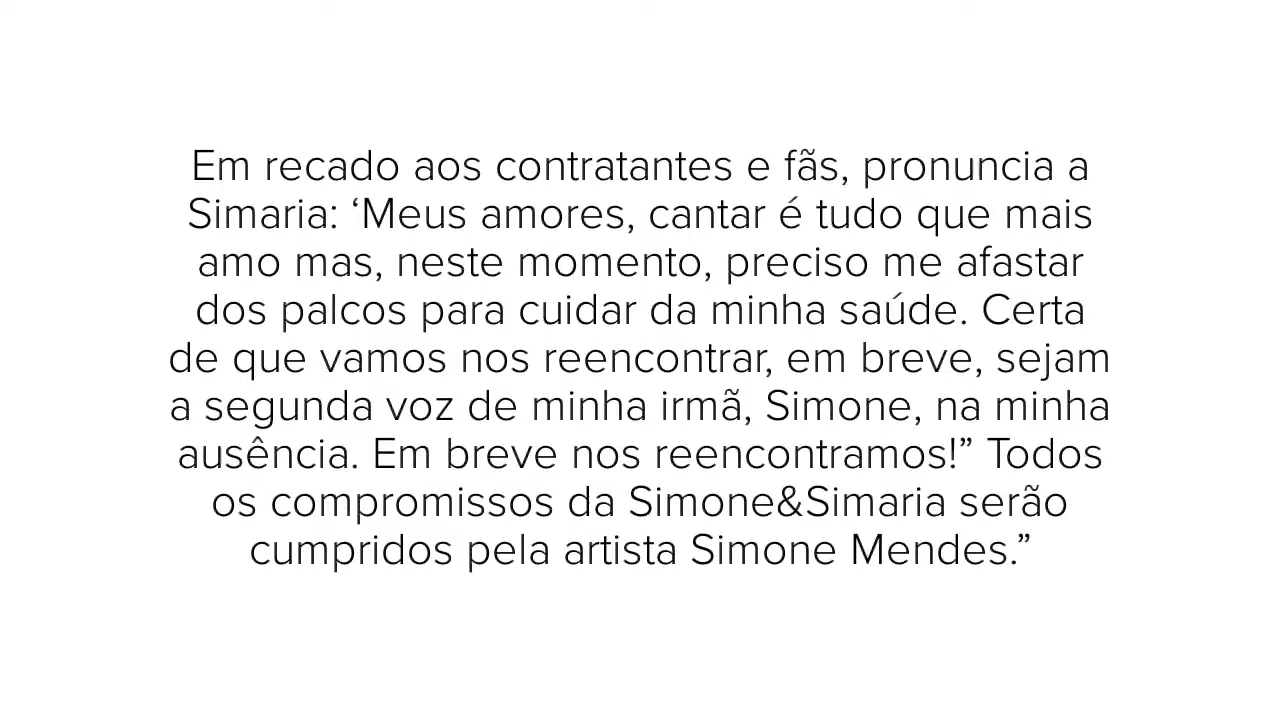 Em recado aos contratantes e fãs, pronuncia a
Simaria: ‘Meus amores, cantar é tudo que mais
amo mas, neste momento, preciso me afastar
dos palcos para cuidar da minha saúde. Certa
de que vamos nos reencontrar, em breve, sejam
a segunda voz de minha irmã, Simone, na minha
ausência. Em breve nos reencontramos!” Todos
os compromissos da Simone&Simaria serão
cumpridos pela artista Simone Mendes.”